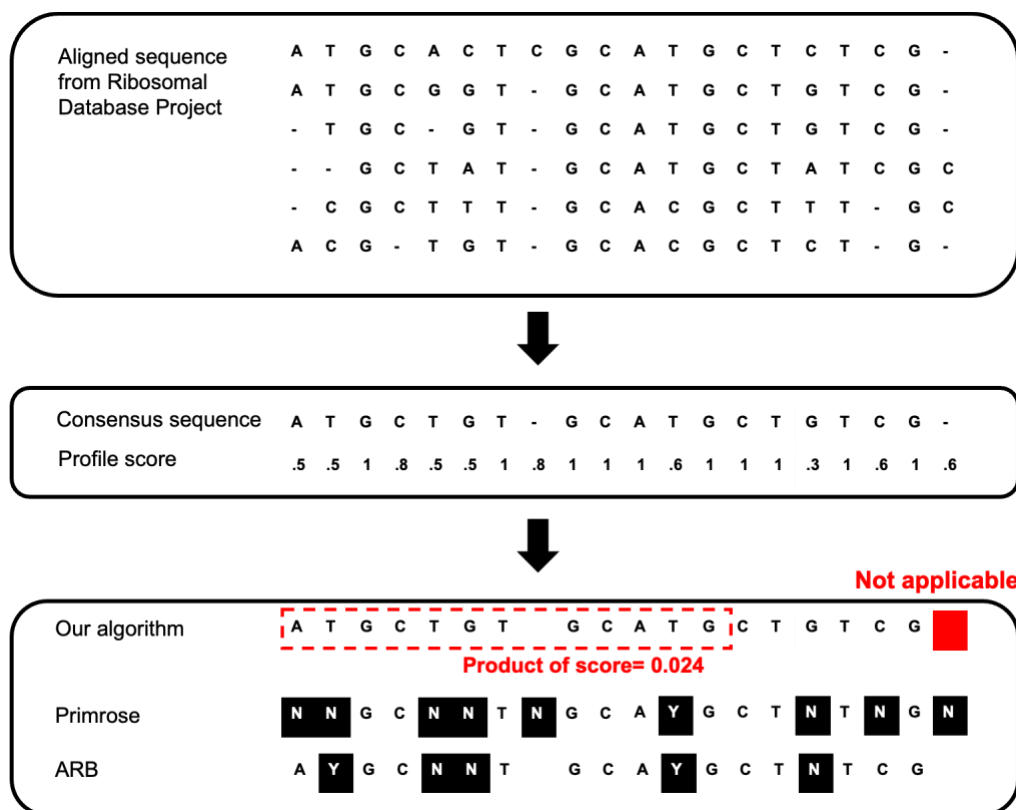 Aligned sequence
from Ribosomal
Database Project
A T G C A C T C G C A T G C T C T C G -
A T G C G G T - G C A T G C T G T C G -
- T G C - G T - G C A T G C T G T C G -
- - G C T A T - G C A T G C T A T C G C
- C G C T T T - G C A C G C T T T - G C
A C G - T G T - G C A C G C T C T - G -
Consensus sequence A T G C T G T - G C A T G C T G T C G -
Profile score .5 .5 1 .8 .5 .5 1 .8 1 1 1 .6 1 1 1 .3 1 .6 1 .6
Not applicable
Our algorithm A T G C T G T G C A T G C T G T C G
Product of score= 0.024
Primrose N N G C N N T N G C A Y G C T N T N G N
ARB A Y G C N N T G C A Y G C T N T C G